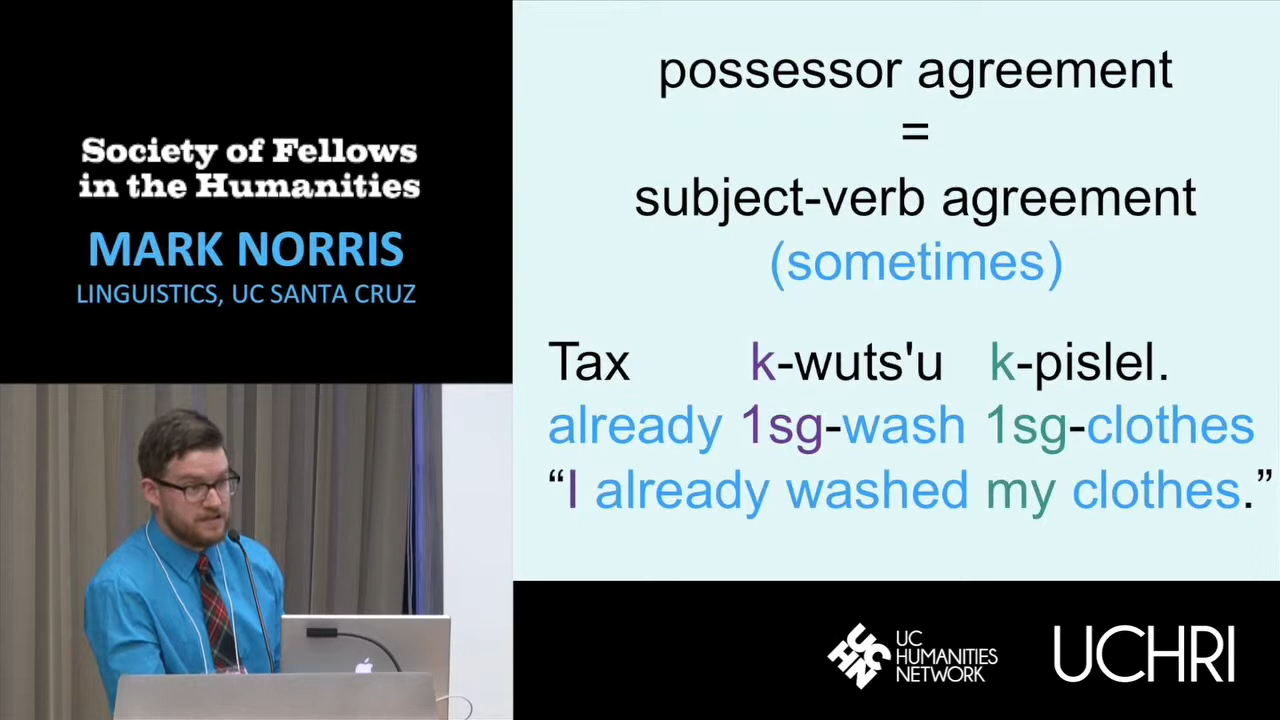 Society of Fellows
in the Humanities
MARK NORRIS
LINGUISTICS, UC SANTA CRUZ
possessor agreement
=
subject-verb agreement
(sometimes)
Tax k-wuts'u k-pislel.
already 1sg-wash 1sg-clothes
“I already washed my clothes.”
UCHN
UC
HUMANITIES
NETWORK
UCHRI